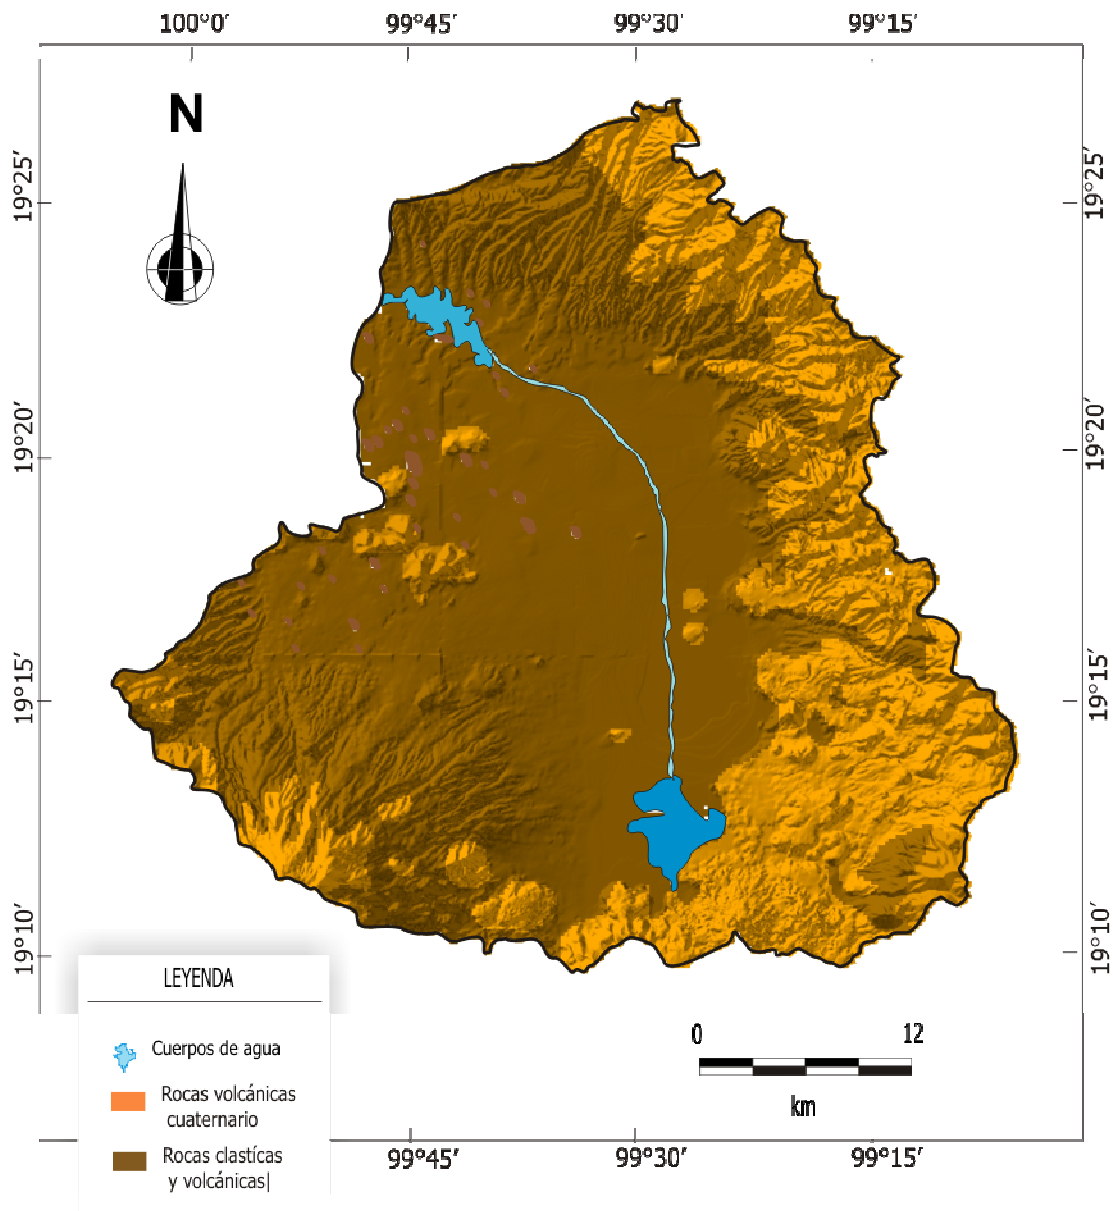 100°0′ 99°45′ 99°30′ 99°15′
N
19°25′ 19°25′
19°20′ 19°20′
19°15′ 19°15′
19°10′ 19°10′
LEYENDA
Cuerpos de agua
Rocas volcánicas
cuaternario
Rocas clastícas
y volcánicas|
0 12
km
99°45′ 99°30′ 99°15′